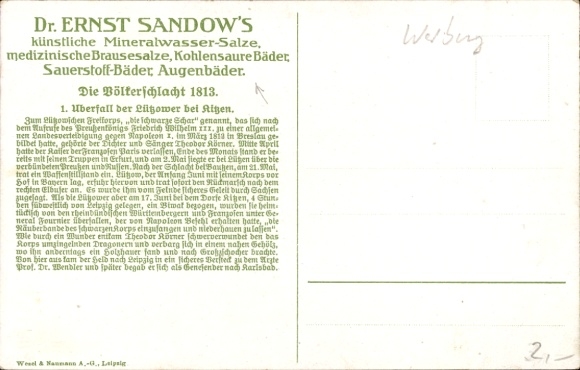 Dr. ERNST SANDOW'S
künstliche Mineralwasser-Salze,
medizinische Brausesalze, Kohlensaure Bäder,
Sauerstoff-Bäder, Augenbäder.
Die Völkerschlacht 1813.
1. Überfall der Lützower bei Kitzen.
Zum Lützowschen Freikorps, „die schwarze Schar“ genannt, das sich nach
dem Aufrufe des Preußenkönigs Friedrich Wilhelm III. zu einer allgemei-
nen Landesverteidigung gegen Napoleon I. im März 1813 in Breslau ge-
bildet hatte, gehörte der Dichter und Sänger Theodor Körner. Mitte April
hatte der Kaiser der Franzosen Paris verlassen, Ende des Monats stand er be-
reits mit seinen Truppen in Erfurt, und am 2. Mai siegte er bei Lützen über die
verbündeten Preußen und Russen. Nach der Schlacht bei Bautzen, am 21. Mai,
trat ein Waffenstillstand ein. Lützow, der Anfang Juni mit seinem Korps vor
Hof in Bayern lag, erfuhr hiervon und trat sofort den Rückmarsch nach dem
rechten Elbufer an. Es wurde ihm vom Feinde sicheres Geleit durch Sachsen
zugesagt. Als die Lützower aber am 17. Juni bei dem Dorfe Kitzen, 4 Stun-
den südwestlich von Leipzig gelegen, ein Biwak bezogen, wurden sie heim-
tückisch von den rheinbündischen Württembergern und Franzosen unter Ge-
neral Fournier überfallen, der von Napoleon Befehl erhalten hatte, „die
Räuberbande des schwarzen Korps einzufangen und niederhauen zu lassen“.
Wie durch ein Wunder entkam Theodor Körner schwerverwundet den das
Korps umzingelnden Dragonern und verbarg sich in einem nahen Gehölz,
wo ihn anderntags ein Holzhauer fand und nach Großzschocher brachte.
Von hier aus kam der Held nach Leipzig in ein sicheres Versteck zu dem Arzte
Prof. Dr. Wendler und später begab er sich als Genesender nach Karlsbad.
Wezel & Naumann A.-G., Leipzig
Werbung
2,-